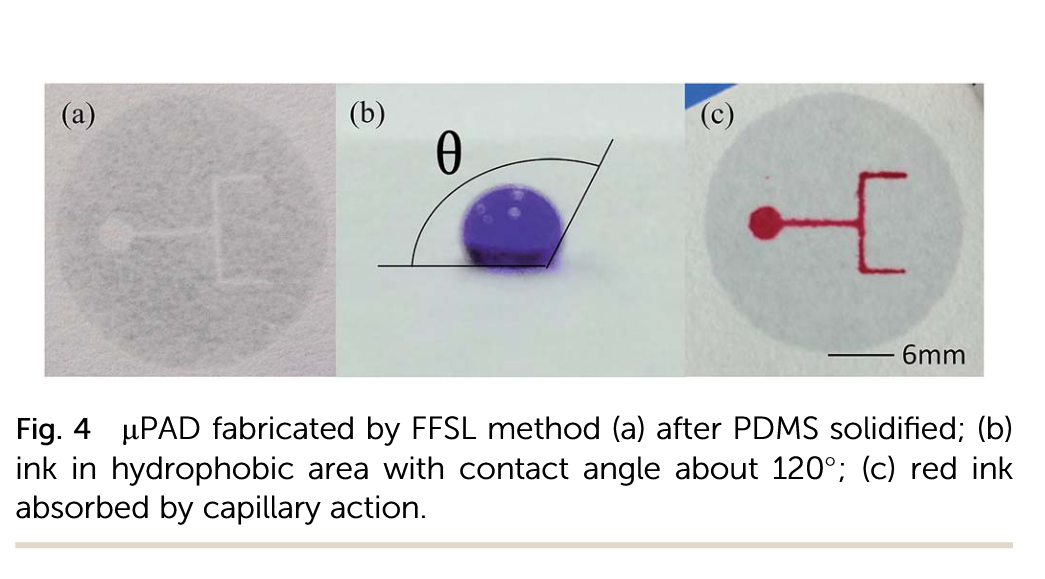 (a)
(b)
(c)
θ
6mm
Fig. 4 μPAD fabricated by FFSL method (a) after PDMS solidified; (b)
ink in hydrophobic area with contact angle about 120°; (c) red ink
absorbed by capillary action.